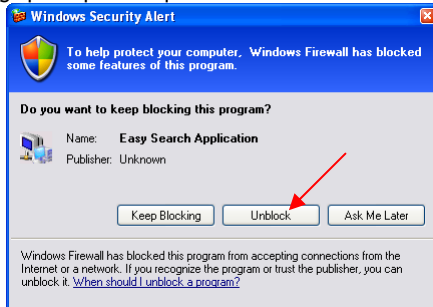 Windows Security Alert
To help protect your computer, Windows Firewall has blocked
some features of this program.
Do you want to keep blocking this program?
Name: Easy Search Application
Publisher: Unknown
Keep Blocking Unblock Ask Me Later
Windows Firewall has blocked this program from accepting connections from the
Internet or a network. If you recognize the program or trust the publisher, you can
unblock it. When should I unblock a program?